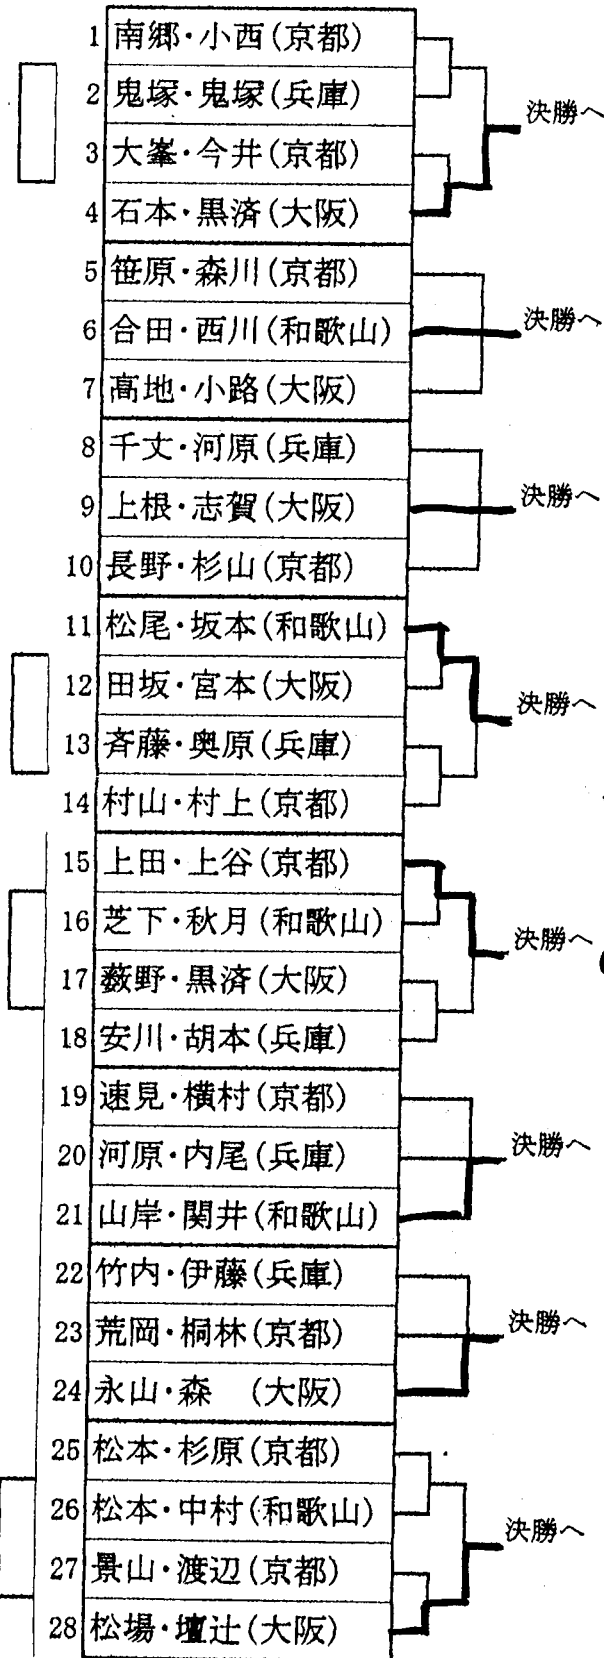 1 南郷・小西(京都)
2 鬼塚・鬼塚(兵庫)
決勝へ
3 大峯・今井(京都)
4 石本・黒済(大阪)
5 笹原・森川(京都)
6 合田・西川(和歌山)
決勝へ
7 高地・小路(大阪)
8 千丈・河原(兵庫)
9 上根・志賀(大阪)
決勝へ
10 長野・杉山(京都)
11 松尾・坂本(和歌山)
12 田坂・宮本(大阪)
決勝へ
13 斉藤・奥原(兵庫)
14 村山・村上(京都)
15 上田・上谷(京都)
16 芝下・秋月(和歌山)
決勝へ
17 薮野・黒済(大阪)
18 安川・胡本(兵庫)
19 速見・横村(京都)
20 河原・内尾(兵庫)
決勝へ
21 山岸・関井(和歌山)
22 竹内・伊藤(兵庫)
23 荒岡・桐林(京都)
決勝へ
24 永山・森 (大阪)
25 松本・杉原(京都)
26 松本・中村(和歌山)
決勝へ
27 景山・渡辺(京都)
28 松場・壇辻(大阪)